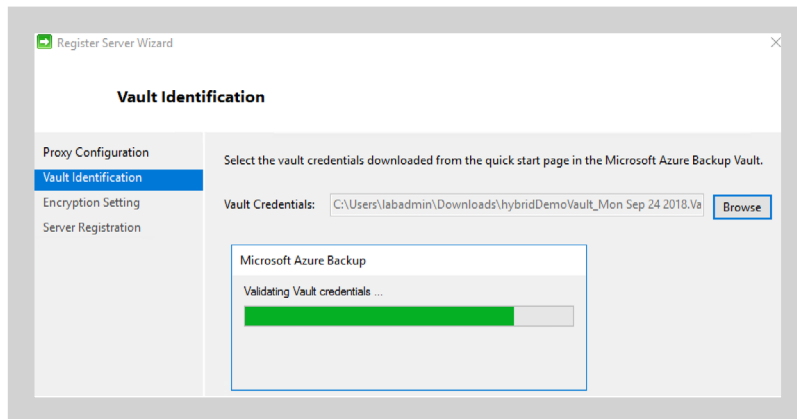 Register Server Wizard
Vault Identification
Proxy Configuration
Vault Identification
Encryption Setting
Server Registration
Select the vault credentials downloaded from the quick start page in the Microsoft Azure Backup Vault.
Vault Credentials: C:\Users\labadmin\Downloads\hybridDemoVault_Mon Sep 24 2018.Va Browse
Microsoft Azure Backup
Validating Vault credentials ...